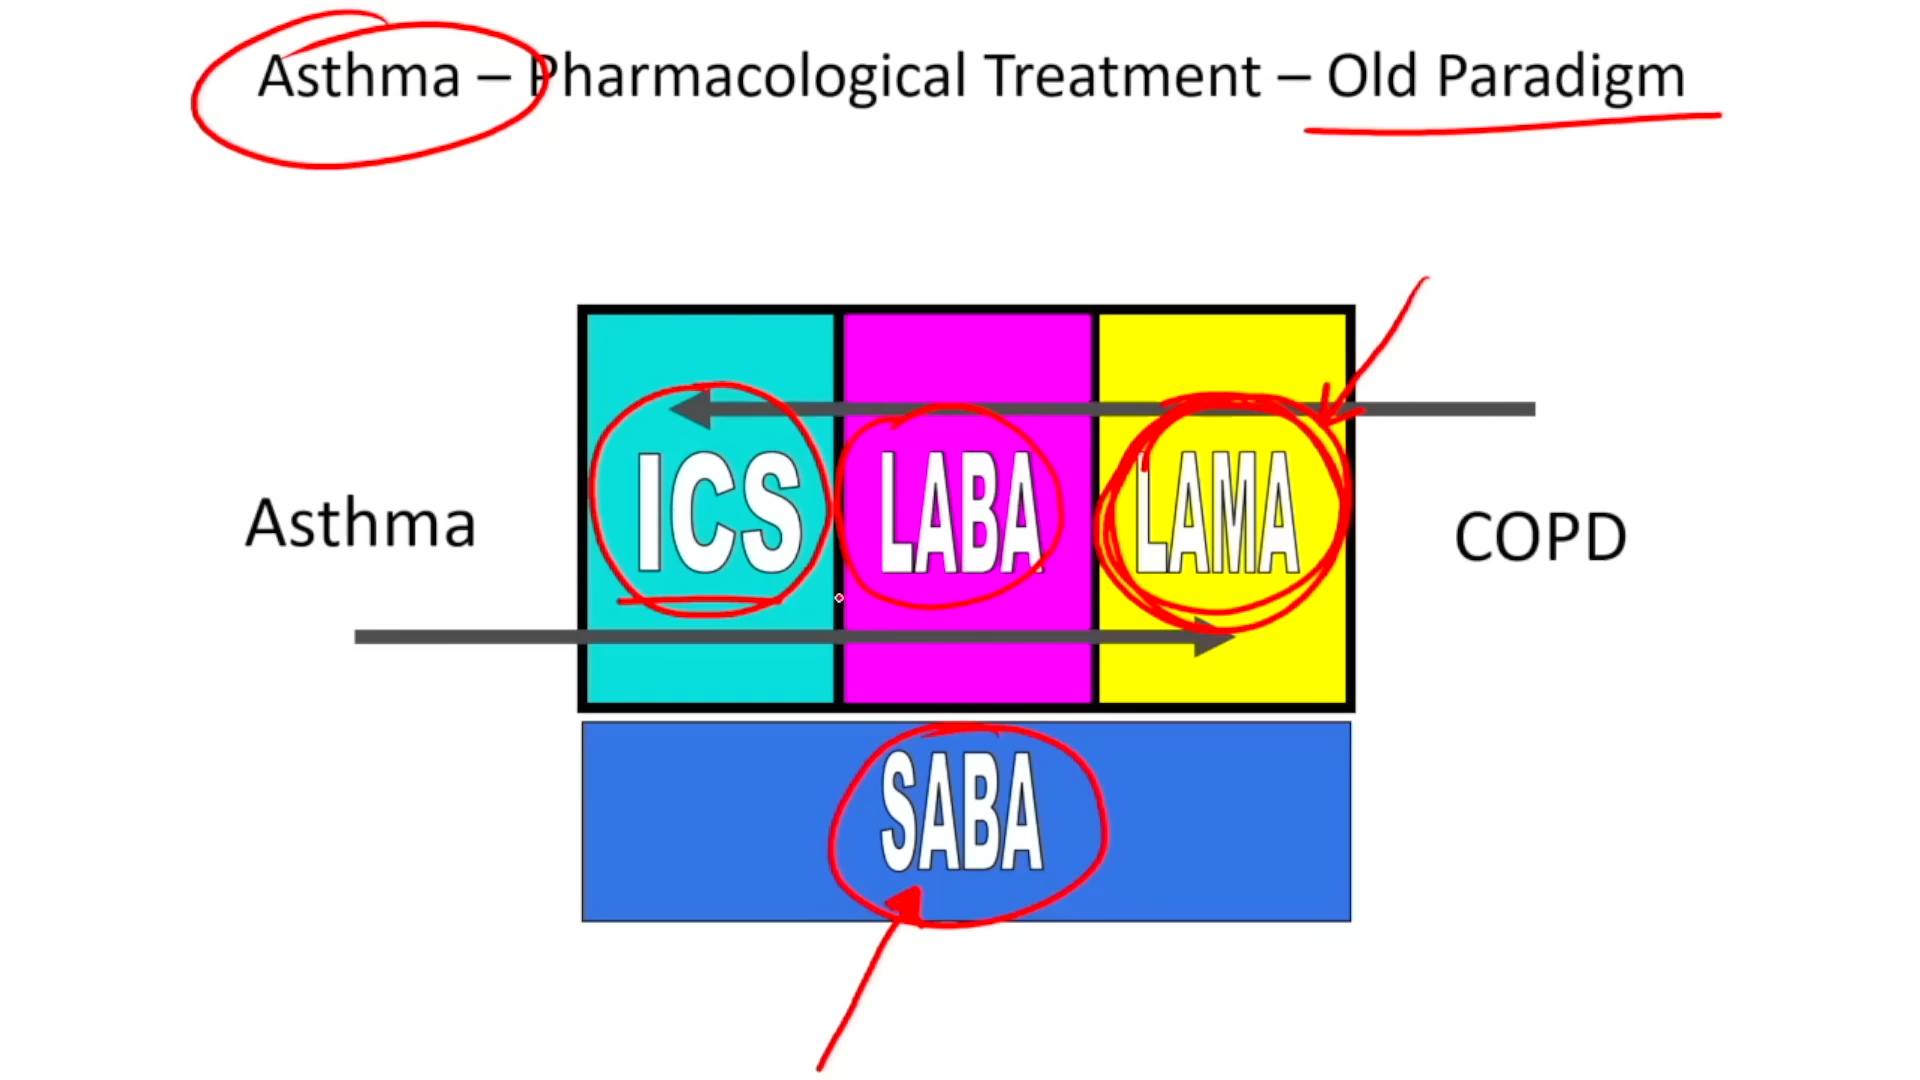 Asthma – Pharmacological Treatment – Old Paradigm
Asthma
ICS
LABA
LAMA
COPD
SABA